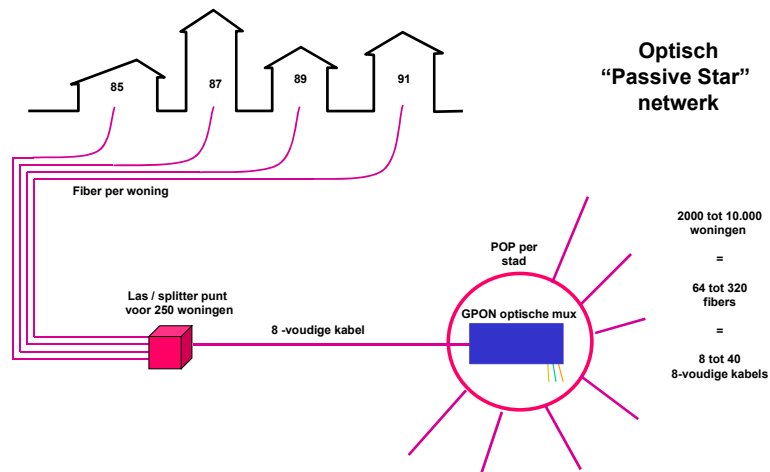 Optisch
“Passive Star”
netwerk
85
87
89
91
Fiber per woning
Las / splitter punt
voor 250 woningen
8 -voudige kabel
POP per
stad
GPON optische mux
2000 tot 10.000
woningen
=
64 tot 320
fibers
=
8 tot 40
8-voudige kabels